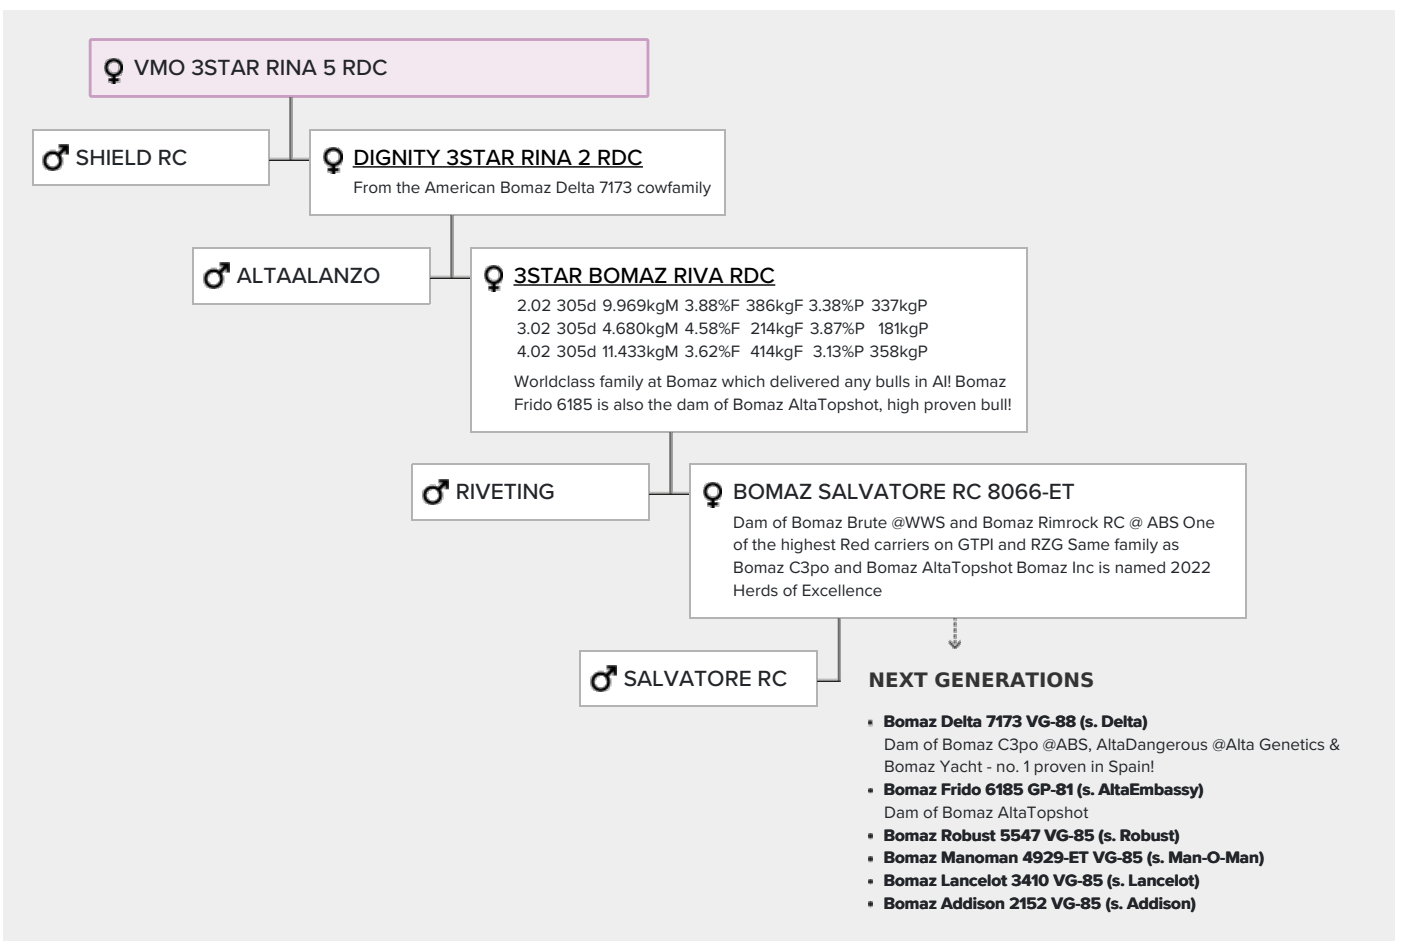 VMO 3STAR RINA 5 RDC
SHIELD RC
DIGNITY 3STAR RINA 2 RDC
From the American Bomaz Delta 7173 cowfamily
ALTAALANZO
3STAR BOMAZ RIVA RDC
2.02 305d 9.969kgM 3.88%F 386kgF 3.38%P 337kgP
3.02 305d 4.680kgM 4.58%F 214kgF 3.87%P 181kgP
4.02 305d 11.433kgM 3.62%F 414kgF 3.13%P 358kgP
Worldclass family at Bomaz which delivered any bulls in AI! Bomaz
Frido 6185 is also the dam of Bomaz AltaTopshot, high proven bull!
RIVETING
BOMAZ SALVATORE RC 8066-ET
Dam of Bomaz Brute @WWS and Bomaz Rimrock RC @ ABS One
of the highest Red carriers on GTPI and RZG Same family as
Bomaz C3po and Bomaz AltaTopshot Bomaz Inc is named 2022
Herds of Excellence
SALVATORE RC
NEXT GENERATIONS
Bomaz Delta 7173 VG-88 (s. Delta)
Dam of Bomaz C3po @ABS, AltaDangerous @Alta Genetics &
Bomaz Yacht - no. 1 proven in Spain!
Bomaz Frido 6185 GP-81 (s. AltaEmbassy)
Dam of Bomaz AltaTopshot
Bomaz Robust 5547 VG-85 (s. Robust)
Bomaz Manoman 4929-ET VG-85 (s. Man-O-Man)
Bomaz Lancelot 3410 VG-85 (s. Lancelot)
Bomaz Addison 2152 VG-85 (s. Addison)